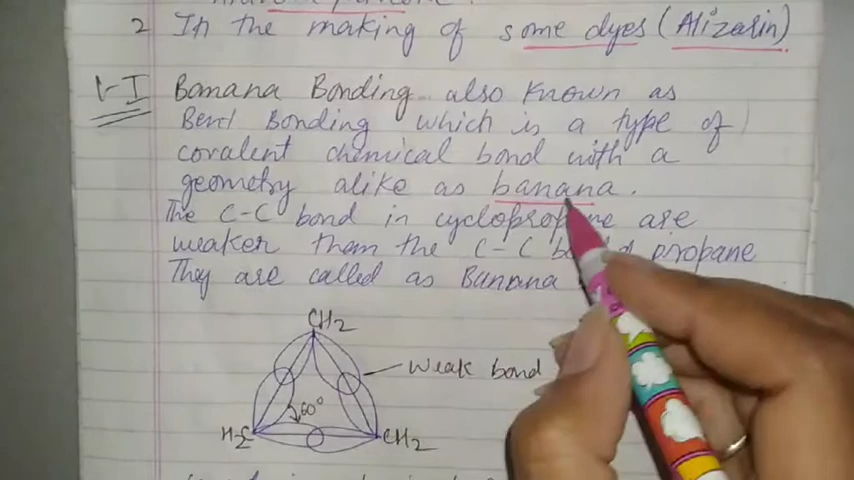 2 In the making of some dyes (Alizarin)
1-I Banana Bonding also known as
Bent Bonding which is a type of
covalent chemical bond with a
geometry alike as banana.
The C-C bond in cyclopropane are
weaker than the C-C bond of propane
They are called as Banana
CH2
Weak bond
60°
H2C
CH2